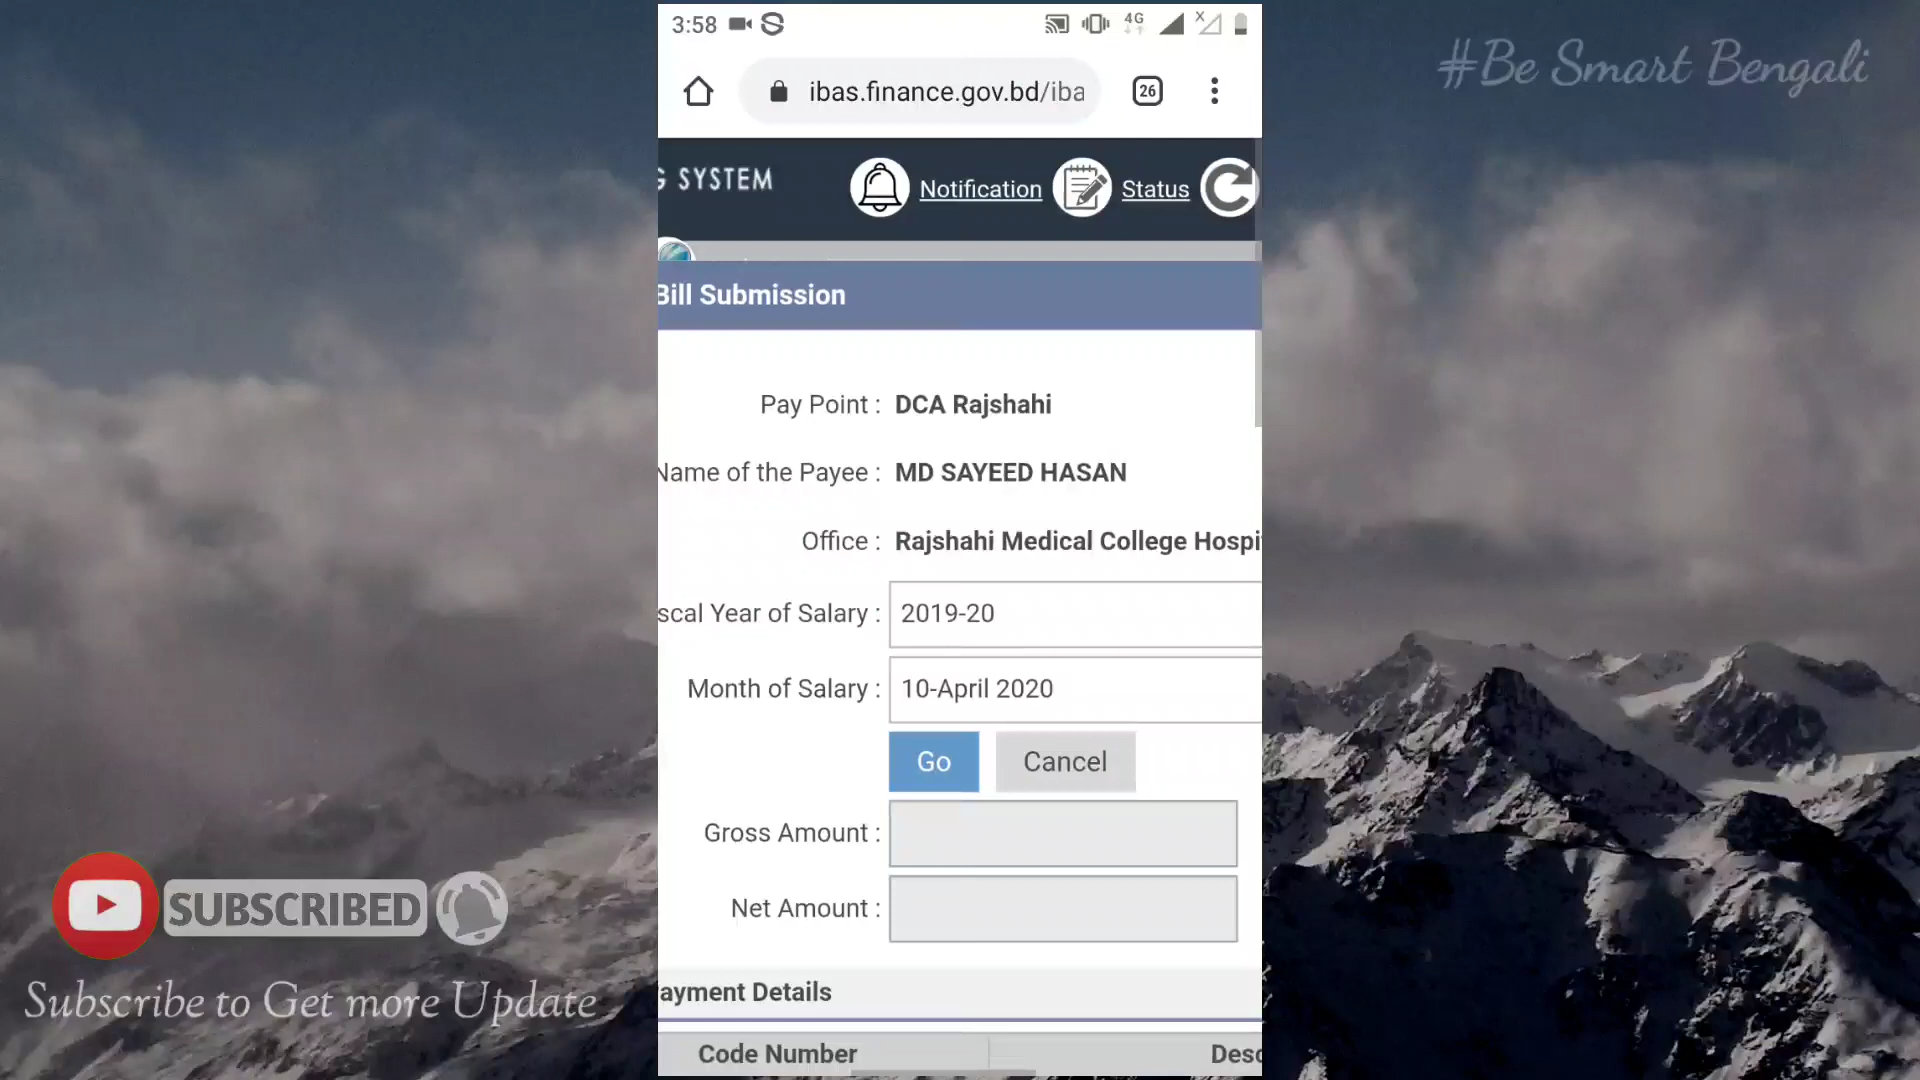 3:58
4G
X
#Be Smart Bengali
ibas.finance.gov.bd/iba
26
G SYSTEM
Notification
Status
Bill Submission
Pay Point : DCA Rajshahi
Name of the Payee : MD SAYEED HASAN
Office : Rajshahi Medical College Hospi
scal Year of Salary : 2019-20
Month of Salary : 10-April 2020
Go Cancel
Gross Amount :
Net Amount :
ayment Details
Code Number Desc
SUBSCRIBED
Subscribe to Get more Update